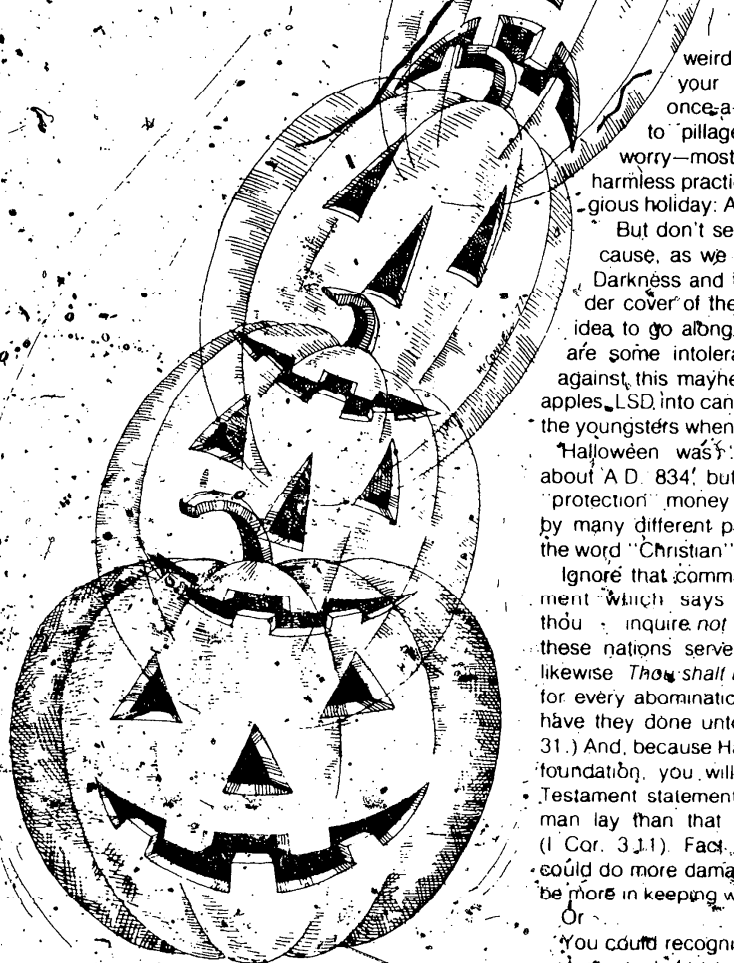 weird
your
once-a-
to pillage
worry—most
harmless practi
gious holiday: A
But don't se
cause, as we
Darkness and
der cover of the
idea to go along.
are some intolera
against this mayhe
apples, LSD into can
the youngsters when
Halloween was
about A.D. 834, but
protection money
by many different p
the word "Christian"
Ignore that comma
ment which says
thou inquire not
these nations serve
likewise Thou shalt
for every abominatio
have they done unto
31.) And, because Ha
foundation, you will
Testament statement
man lay than that
(I Cor. 3:11). Fact
could do more dama
be more in keeping w
Or
You could recogni